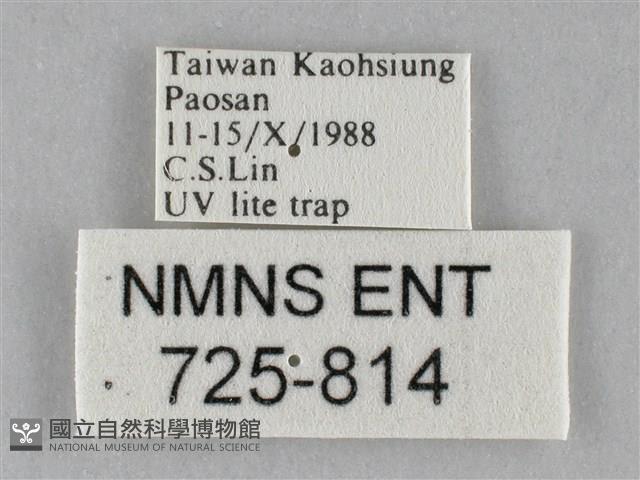 Taiwan Kaohsiung
Paosan
11-15/X/1988
C.S.Lin
UV lite trap
NMNS ENT
725-814
國立自然科學博物館
NATIONAL MUSEUM OF NATURAL SCIENCE